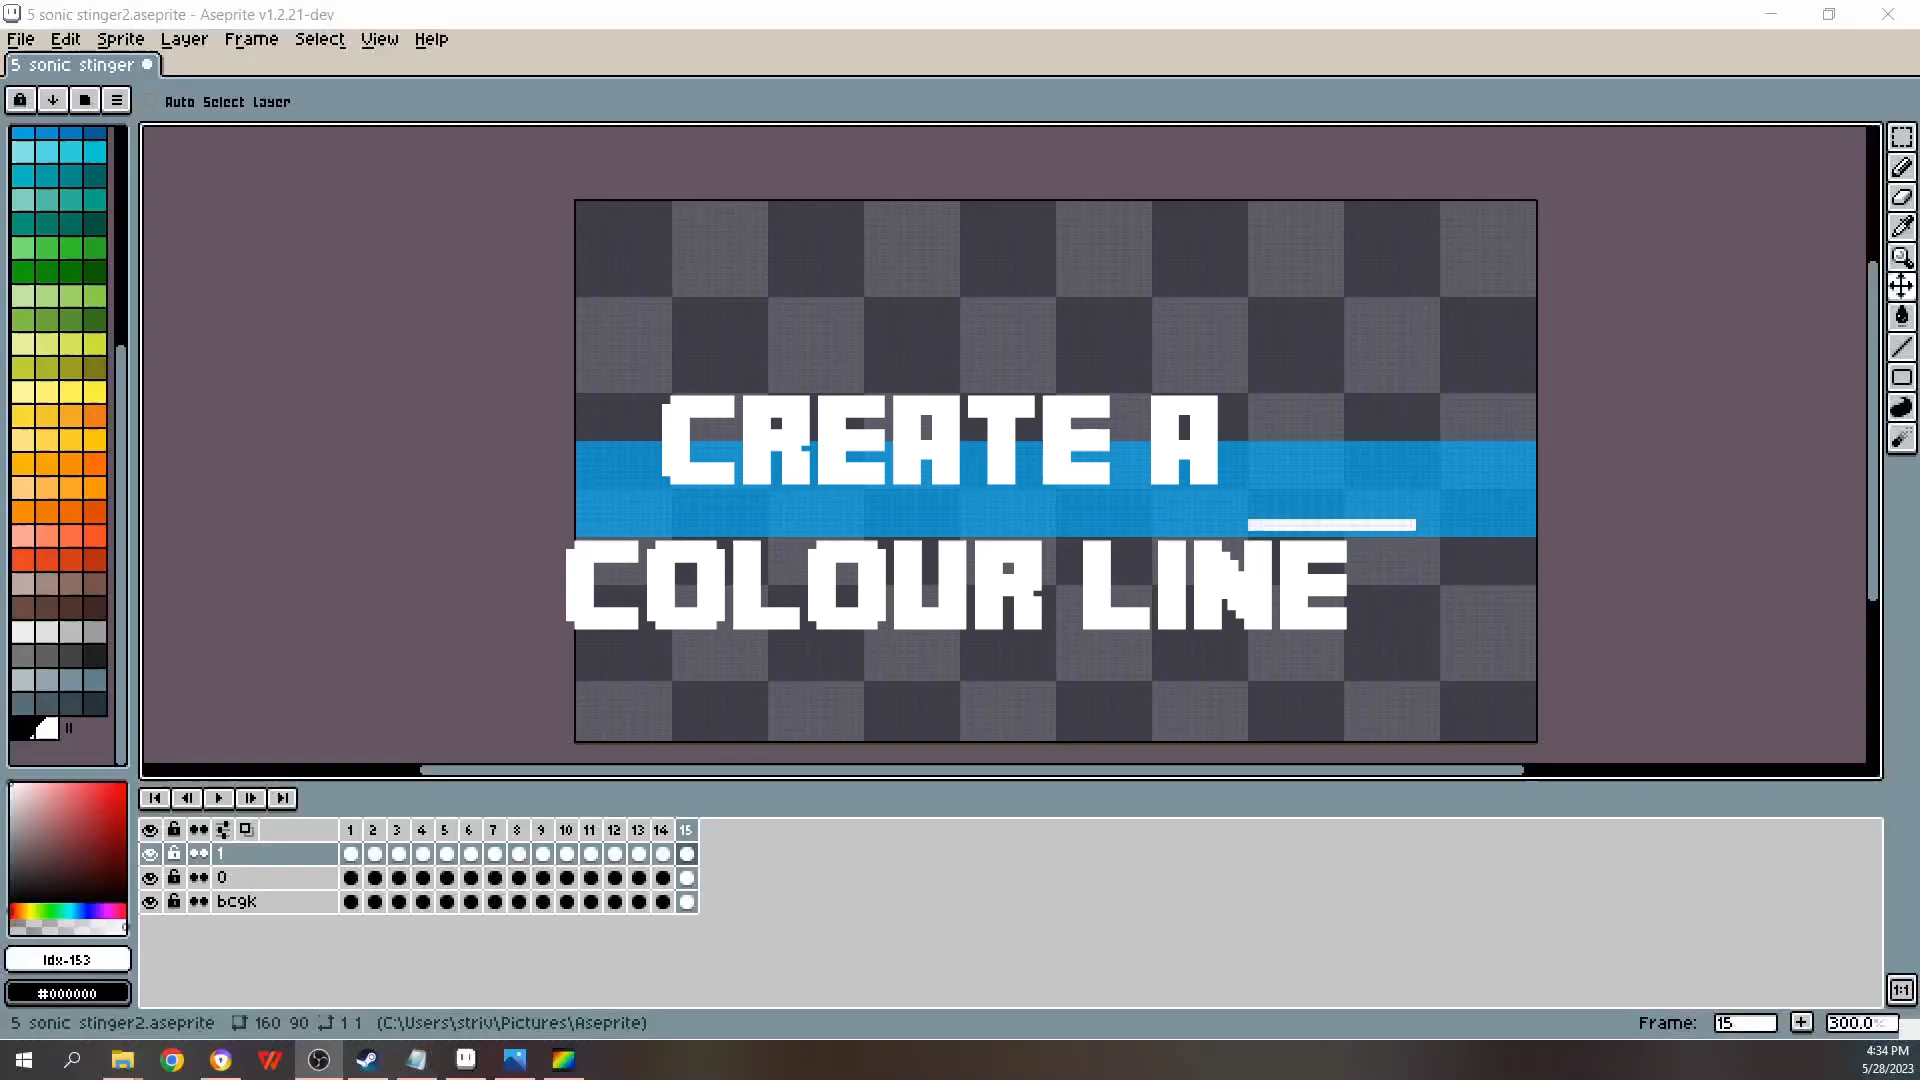 5 sonic stinger2.aseprite - Aseprite v1.2.21-dev
File Edit Sprite Layer Frame Select View Help
5 sonic stinger
Auto Select Layer
CREATE A
COLOUR LINE
1 2 3 4 5 6 7 8 9 10 11 12 13 14 15
1
0
bcgk
Idx-153
#000000
1:1
5 sonic stinger2.aseprite 160 90 1 1 (C:\Users\striv\Pictures\Aseprite)
Frame: 15 + 300.0
4:34 PM
5/28/2023